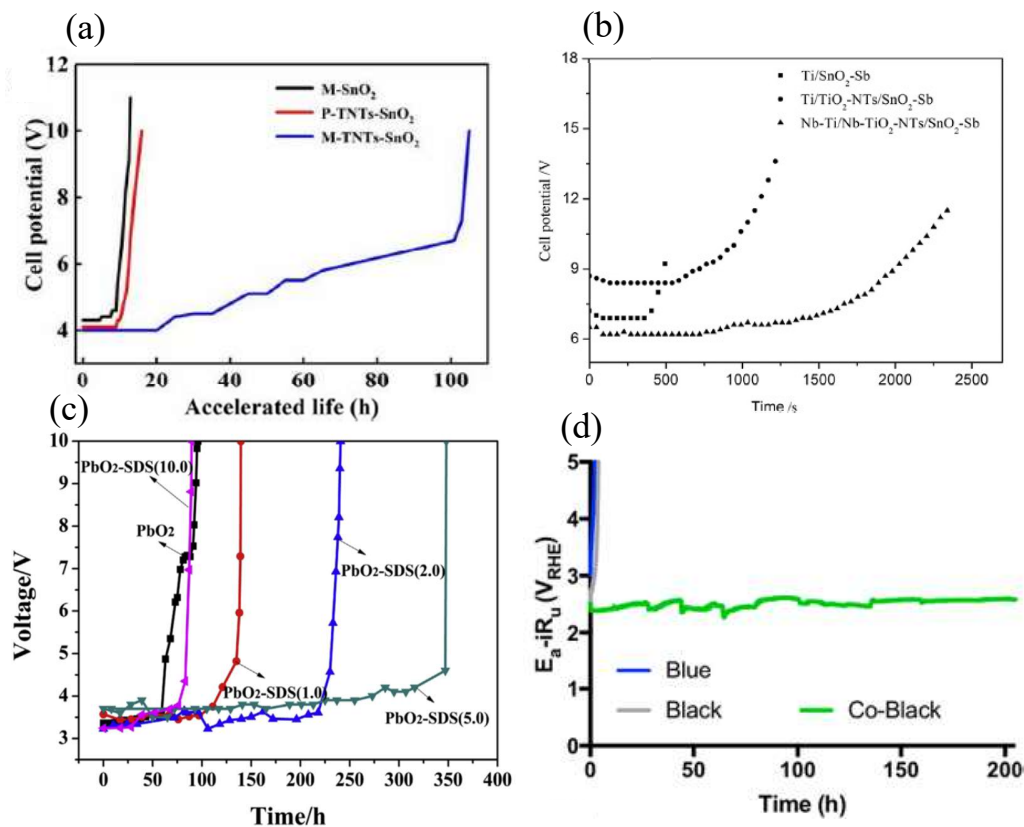 (a)
12
10
8
6
4
Cell potential (V)
M-SnO2
P-TNTs-SnO2
M-TNTs-SnO2
0 20 40 60 80 100
Accelerated life (h)
(b)
18
15
12
9
6
Cell potential /V
Ti/SnO2-Sb
Ti/TiO2-NTs/SnO2-Sb
Nb-Ti/Nb-TiO2-NTs/SnO2-Sb
0 500 1000 1500 2000 2500
Time /s
(c)
10
9
8
7
6
5
4
3
Voltage/V
PbO2-SDS(10.0)
PbO2
PbO2-SDS(2.0)
PbO2-SDS(1.0)
PbO2-SDS(5.0)
0 50 100 150 200 250 300 350 400
Time/h
(d)
5
4
3
2
1
0
Ea-iRu (VRHE)
Blue
Black
Co-Black
0 50 100 150 200
Time (h)